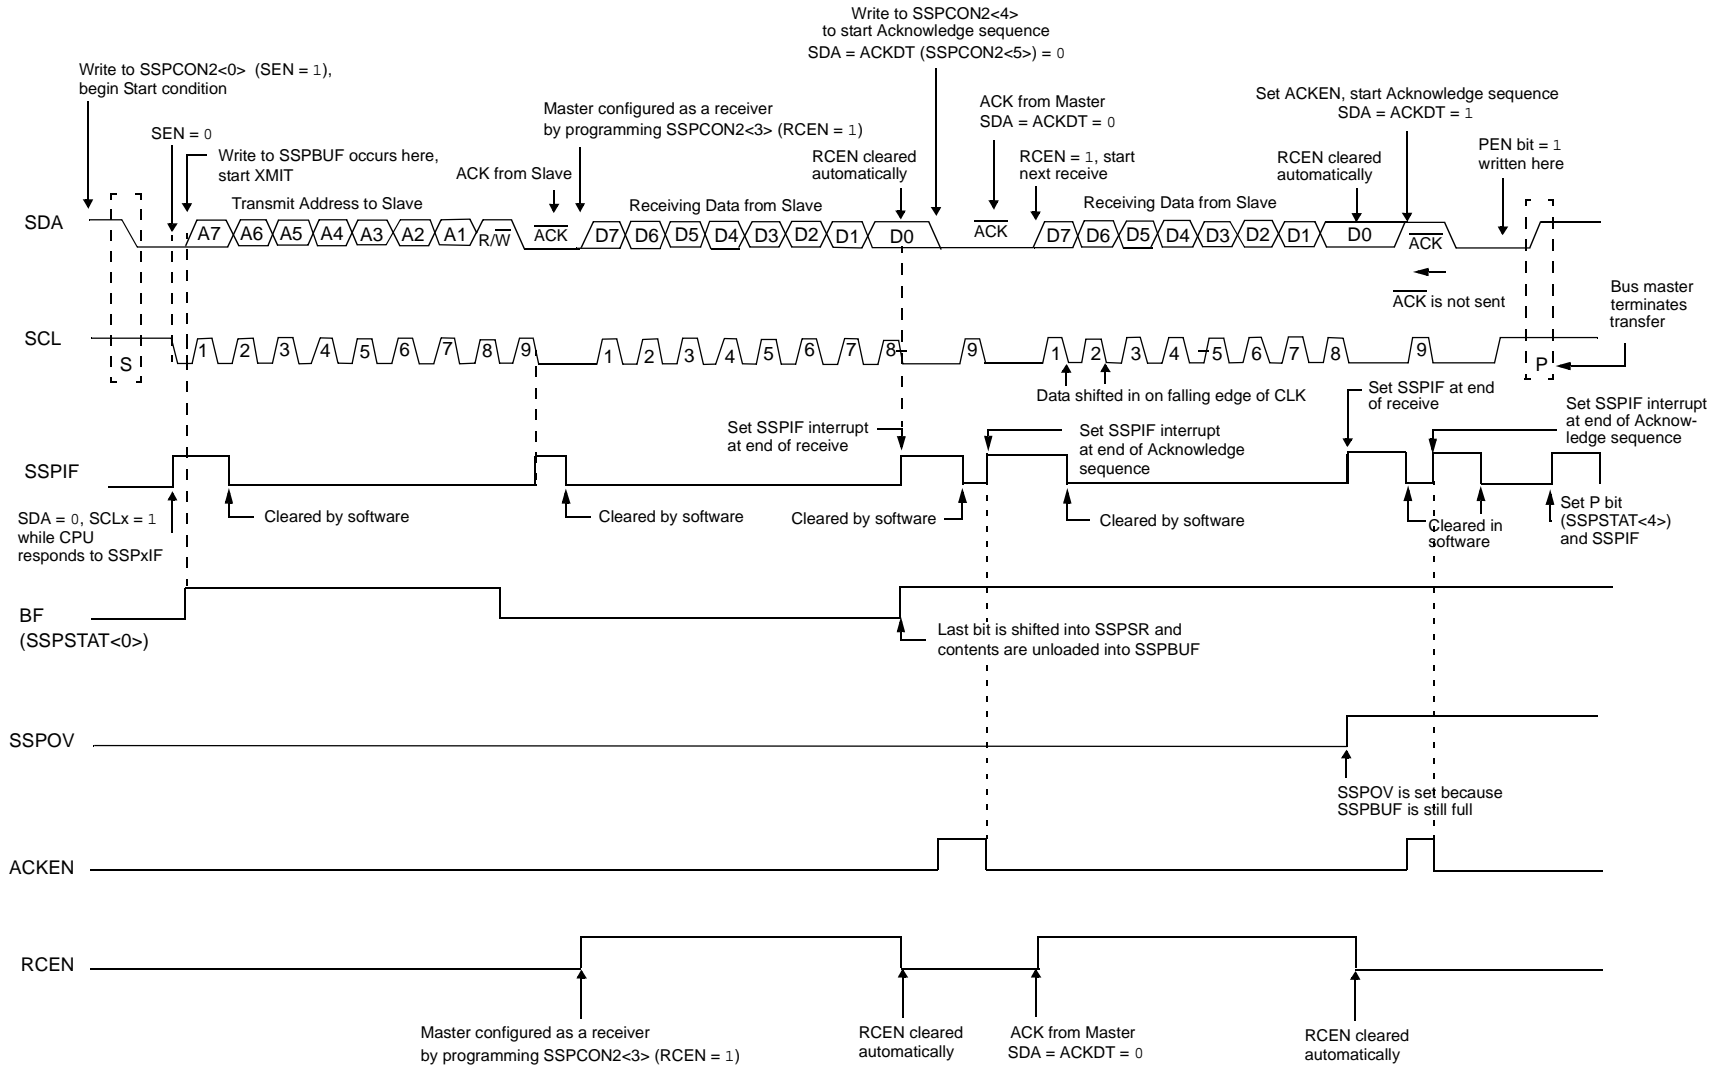 Write to SSPCON2<4>
to start Acknowledge sequence
SDA = ACKDT (SSPCON2<5>) = 0
Write to SSPCON2<0> (SEN = 1),
begin Start condition
SEN = 0
Write to SSPBUF occurs here,
start XMIT
ACK from Slave
Master configured as a receiver
by programming SSPCON2<3> (RCEN = 1)
RCEN cleared
automatically
ACK from Master
SDA = ACKDT = 0
RCEN = 1, start
next receive
Set ACKEN, start Acknowledge sequence
SDA = ACKDT = 1
RCEN cleared
automatically
PEN bit = 1
written here
Transmit Address to Slave
Receiving Data from Slave
Receiving Data from Slave
SDA
A7 A6 A5 A4 A3 A2 A1 R/W ACK D7 D6 D5 D4 D3 D2 D1 D0 ACK D7 D6 D5 D4 D3 D2 D1 D0 ACK
ACK is not sent
Bus master
terminates
transfer
SCL
S 1 2 3 4 5 6 7 8 9 1 2 3 4 5 6 7 8 9 1 2 3 4 5 6 7 8 9 P
Data shifted in on falling edge of CLK
Set SSPIF interrupt
at end of receive
Set SSPIF interrupt
at end of Acknowledge
sequence
Set SSPIF at end
of receive
Set SSPIF interrupt
at end of Acknow-
ledge sequence
SSPIF
SDA = 0, SCLx = 1
while CPU
responds to SSPxIF
Cleared by software
Cleared by software
Cleared by software
Cleared by software
Cleared in
software
Set P bit
(SSPSTAT<4>)
and SSPIF
BF
(SSPSTAT<0>)
Last bit is shifted into SSPSR and
contents are unloaded into SSPBUF
SSPOV
SSPOV is set because
SSPBUF is still full
ACKEN
RCEN
Master configured as a receiver
by programming SSPCON2<3> (RCEN = 1)
RCEN cleared
automatically
ACK from Master
SDA = ACKDT = 0
RCEN cleared
automatically